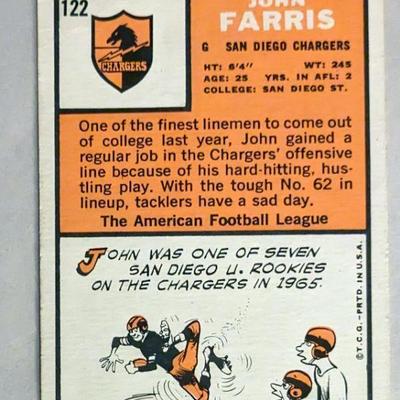 122
JOHN
FARRIS
CHARGERS
G SAN DIEGO CHARGERS
HT: 6'4" WT: 245
AGE: 25 YRS. IN AFL: 2
COLLEGE: SAN DIEGO ST.
One of the finest linemen to come out
of college last year, John gained a
regular job in the Chargers' offensive
line because of his hard-hitting, hus-
tling play. With the tough No. 62 in
lineup, tacklers have a sad day.
The American Football League
JOHN WAS ONE OF SEVEN
SAN DIEGO U. ROOKIES
ON THE CHARGERS IN 1965.
©T.C.G.–PRTD. IN U.S.A.